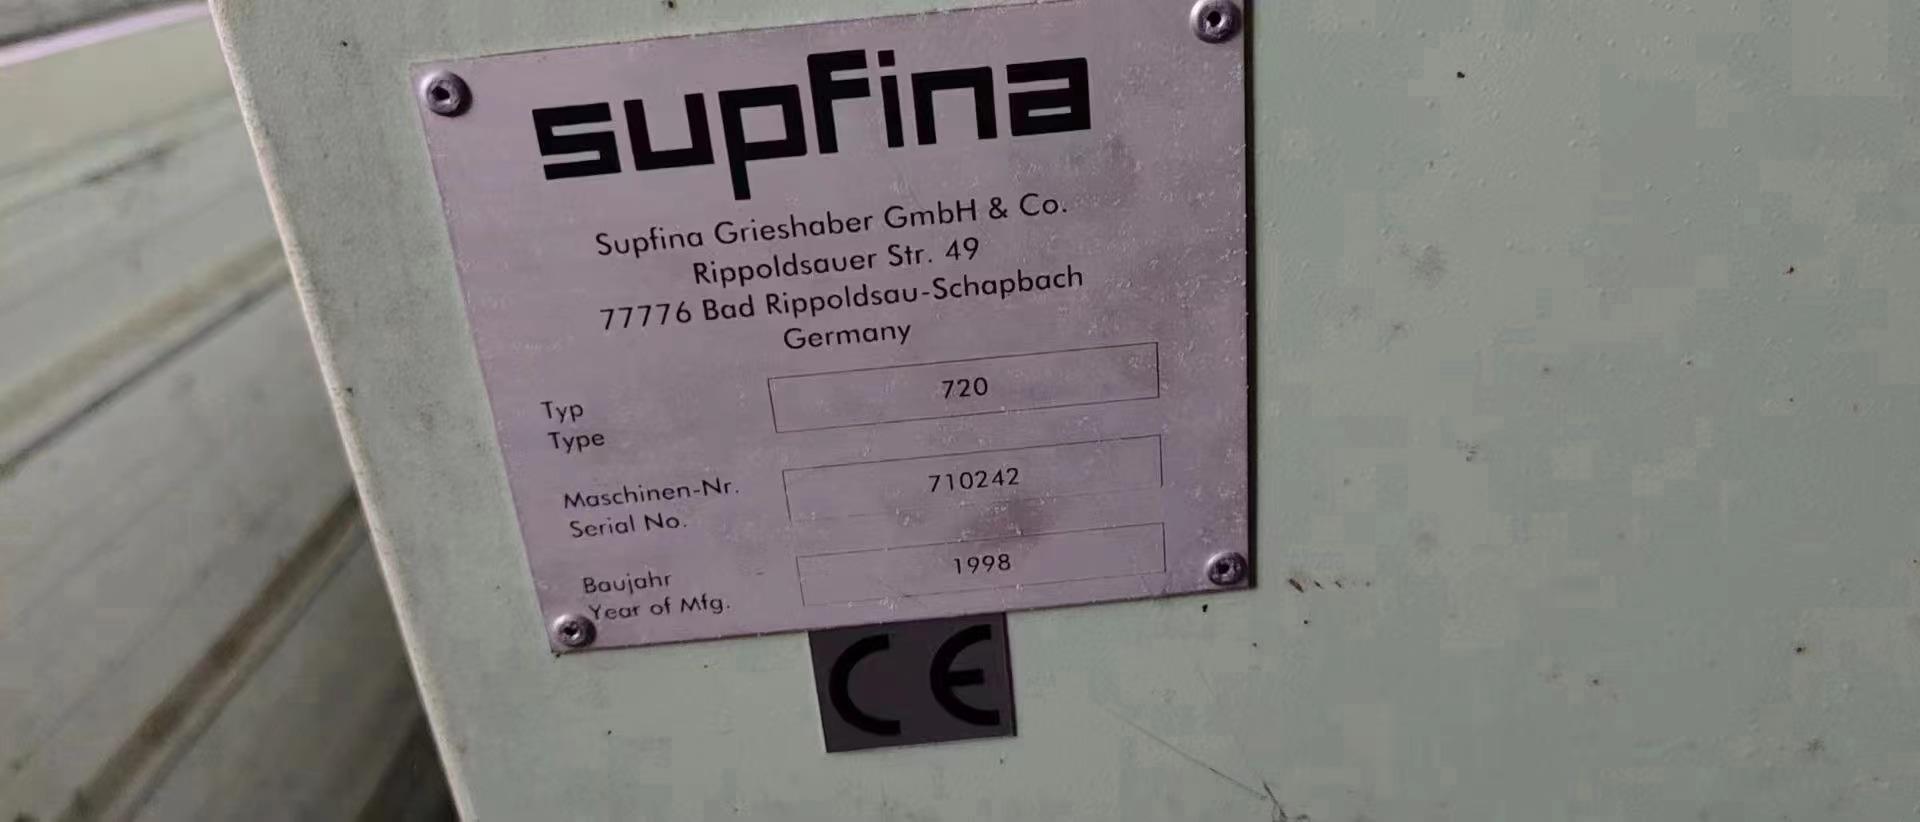 supfina
Supfina Grieshaber GmbH & Co.
Rippoldsauer Str. 49
77776 Bad Rippoldsau-Schapbach
Germany
Typ
Type
720
Maschinen-Nr.
Serial No.
710242
Baujahr
Year of Mfg.
1998
CE